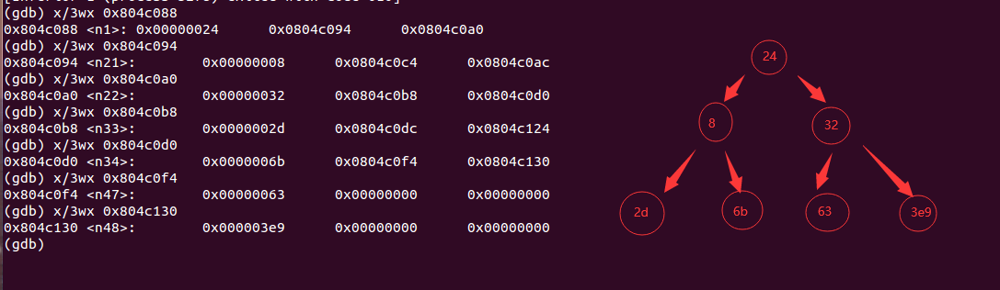 (gdb) x/3wx 0x804c088
0x804c088 <n1>: 0x00000024 0x0804c094 0x0804c0a0
(gdb) x/3wx 0x804c094
0x804c094 <n21>: 0x00000008 0x0804c0c4 0x0804c0ac
(gdb) x/3wx 0x804c0a0
0x804c0a0 <n22>: 0x00000032 0x0804c0b8 0x0804c0d0
(gdb) x/3wx 0x804c0b8
0x804c0b8 <n33>: 0x0000002d 0x0804c0dc 0x0804c124
(gdb) x/3wx 0x804c0d0
0x804c0d0 <n34>: 0x0000006b 0x0804c0f4 0x0804c130
(gdb) x/3wx 0x804c0f4
0x804c0f4 <n47>: 0x00000063 0x00000000 0x00000000
(gdb) x/3wx 0x804c130
0x804c130 <n48>: 0x000003e9 0x00000000 0x00000000
(gdb)
24
8 32
2d 6b 63 3e9